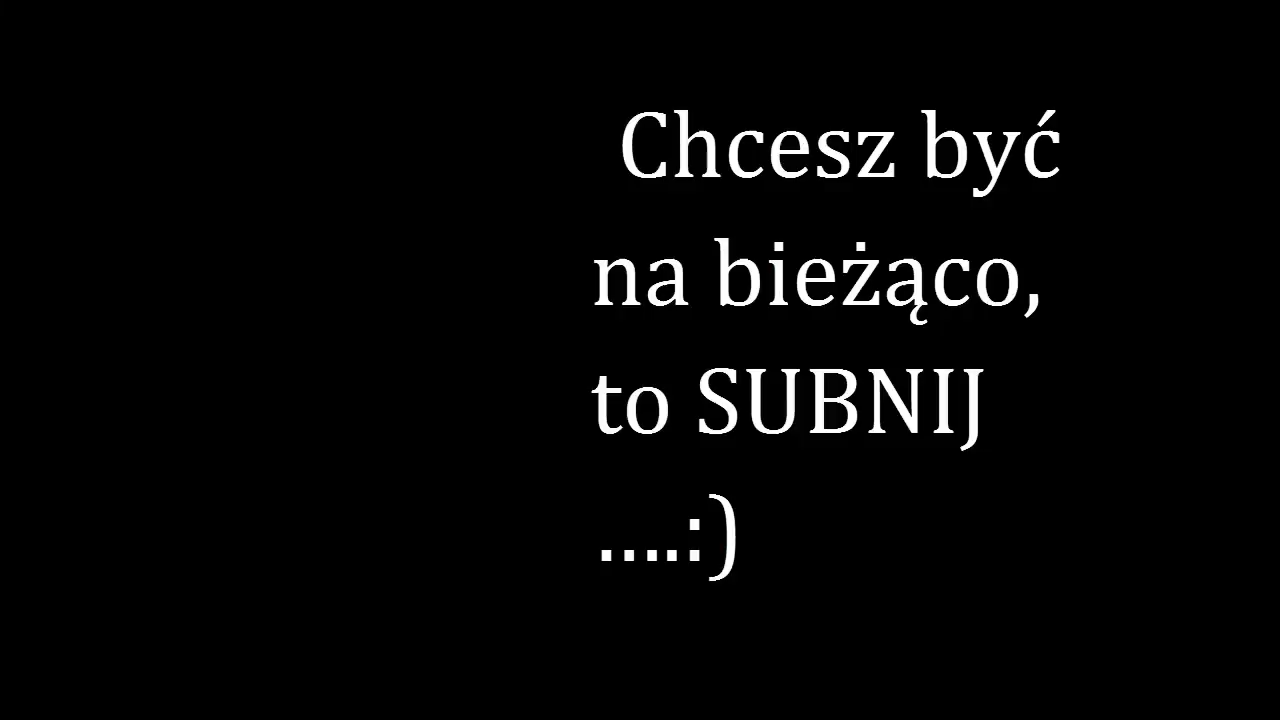 Chcesz być
na bieżąco,
to SUBNIJ
....:)